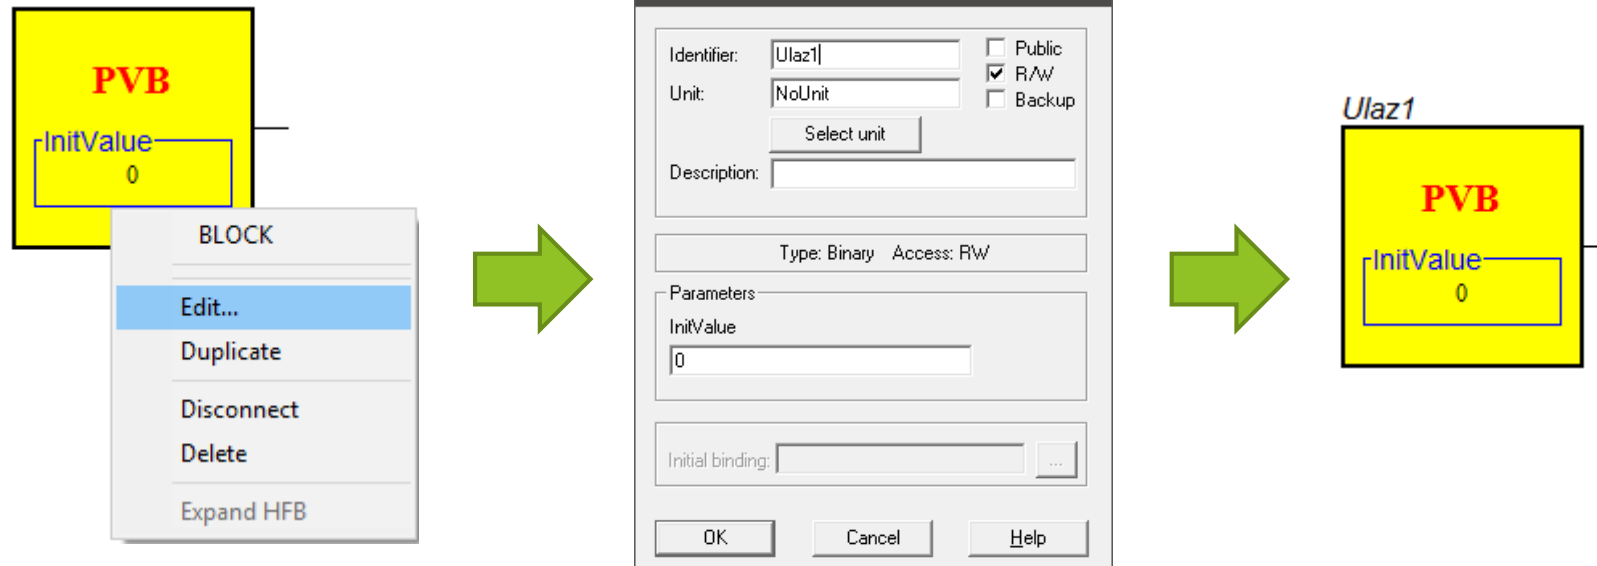 PVB
InitValue
0
BLOCK
Edit...
Duplicate
Disconnect
Delete
Expand HFB
Identifier: Ulaz1
Public
R/W
Unit: NoUnit
Backup
Select unit
Description:
Type: Binary Access: RW
Parameters
InitValue
0
Initial binding: ...
OK Cancel Help
Ulaz1
PVB
InitValue
0